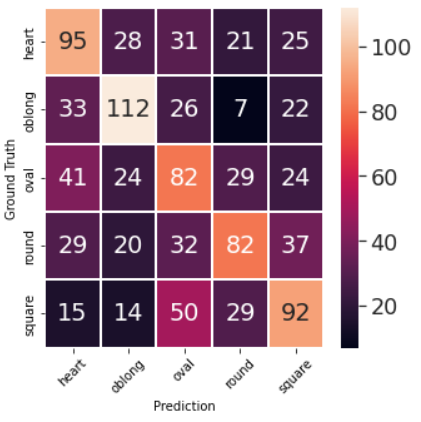 heart 95 28 31 21 25
oblong 33 112 26 7 22
oval 41 24 82 29 24
round 29 20 32 82 37
square 15 14 50 29 92
heart oblong oval round square
Prediction
Ground Truth
100
80
60
40
20